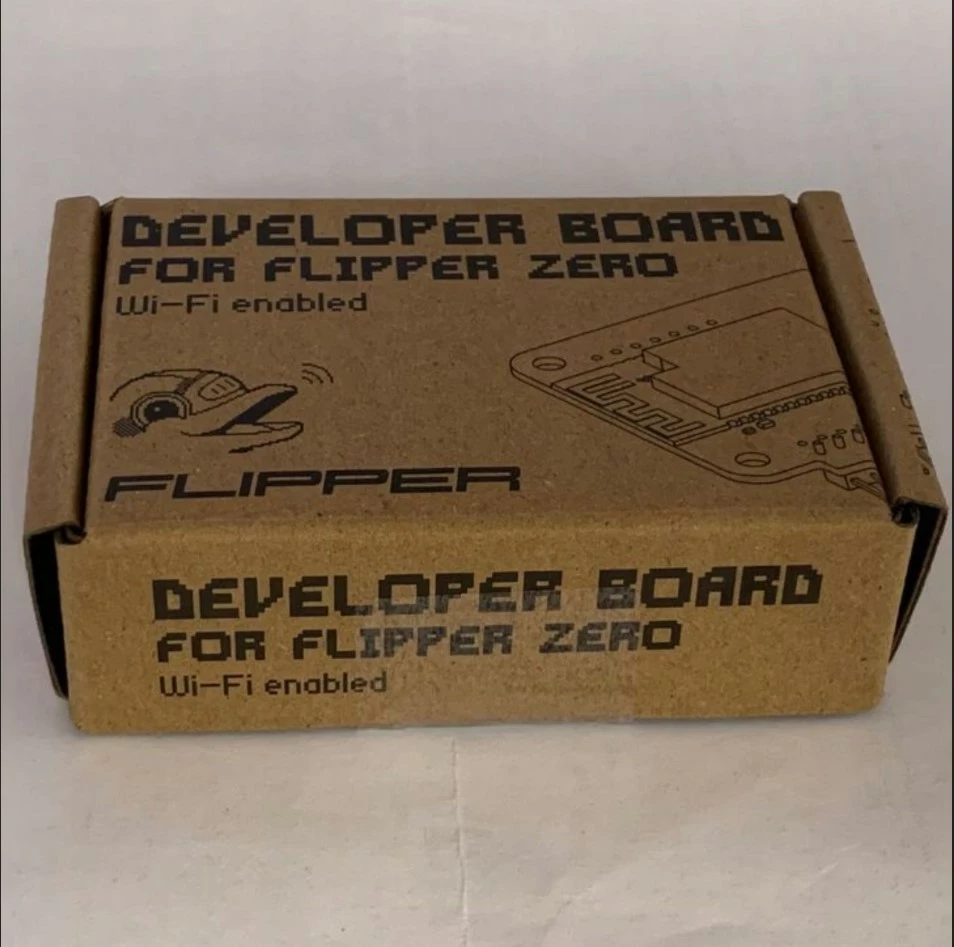 DEVELOPER BOARD
FOR FLIPPER ZERO
Wi-Fi enabled
FLIPPER
DEVELOPER BOARD
FOR FLIPPER ZERO
Wi-Fi enabled